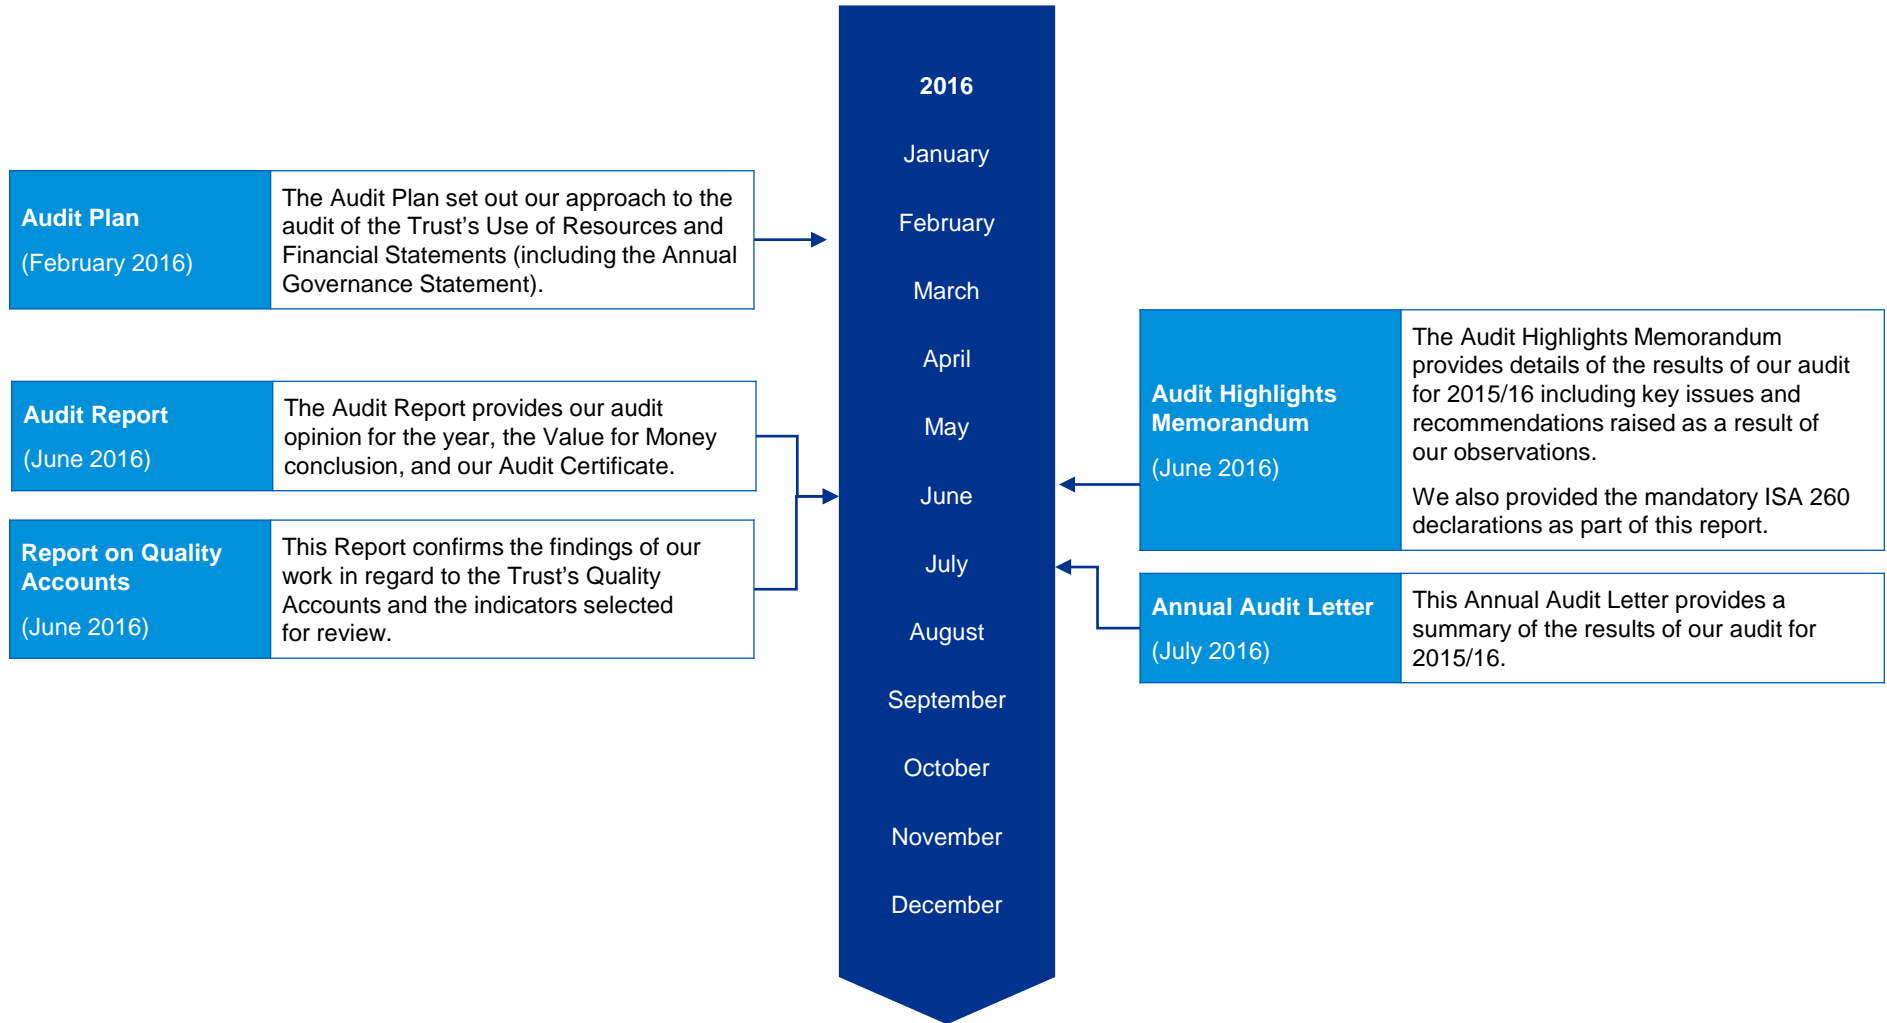 2016
January
February
March
April
May
June
July
August
September
October
November
December
Audit Plan
(February 2016)
The Audit Plan set out our approach to the
audit of the Trust’s Use of Resources and
Financial Statements (including the Annual
Governance Statement).
Audit Report
(June 2016)
The Audit Report provides our audit
opinion for the year, the Value for Money
conclusion, and our Audit Certificate.
Report on Quality
Accounts
(June 2016)
This Report confirms the findings of our
work in regard to the Trust’s Quality
Accounts and the indicators selected
for review.
Audit Highlights
Memorandum
(June 2016)
The Audit Highlights Memorandum
provides details of the results of our audit
for 2015/16 including key issues and
recommendations raised as a result of
our observations.
We also provided the mandatory ISA 260
declarations as part of this report.
Annual Audit Letter
(July 2016)
This Annual Audit Letter provides a
summary of the results of our audit for
2015/16.